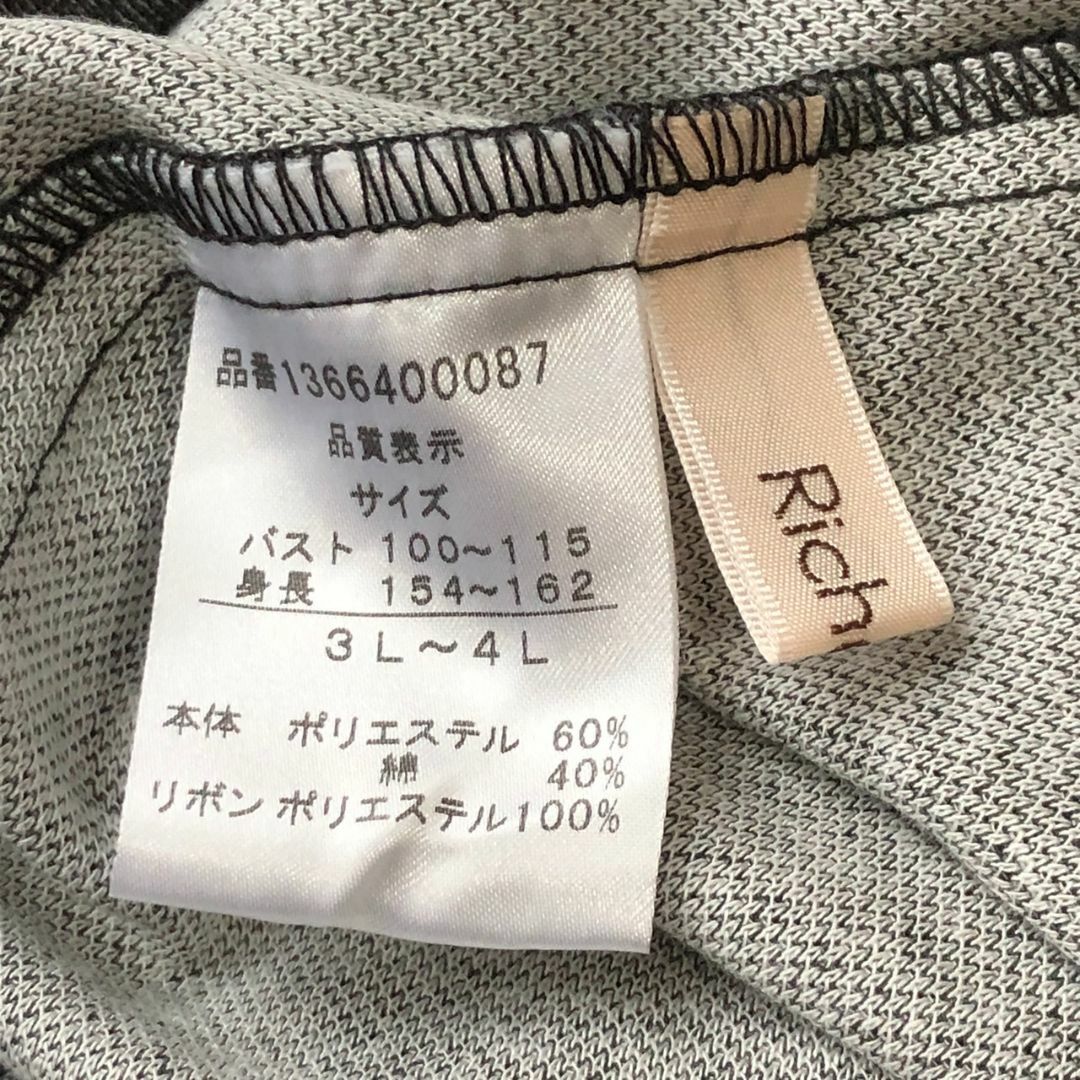 品番1366400087
品質表示
サイズ
バスト 100～115
身長 154～162
3L～4L
本体 ポリエステル 60%
綿 40%
リボン ポリエステル100%
Rich